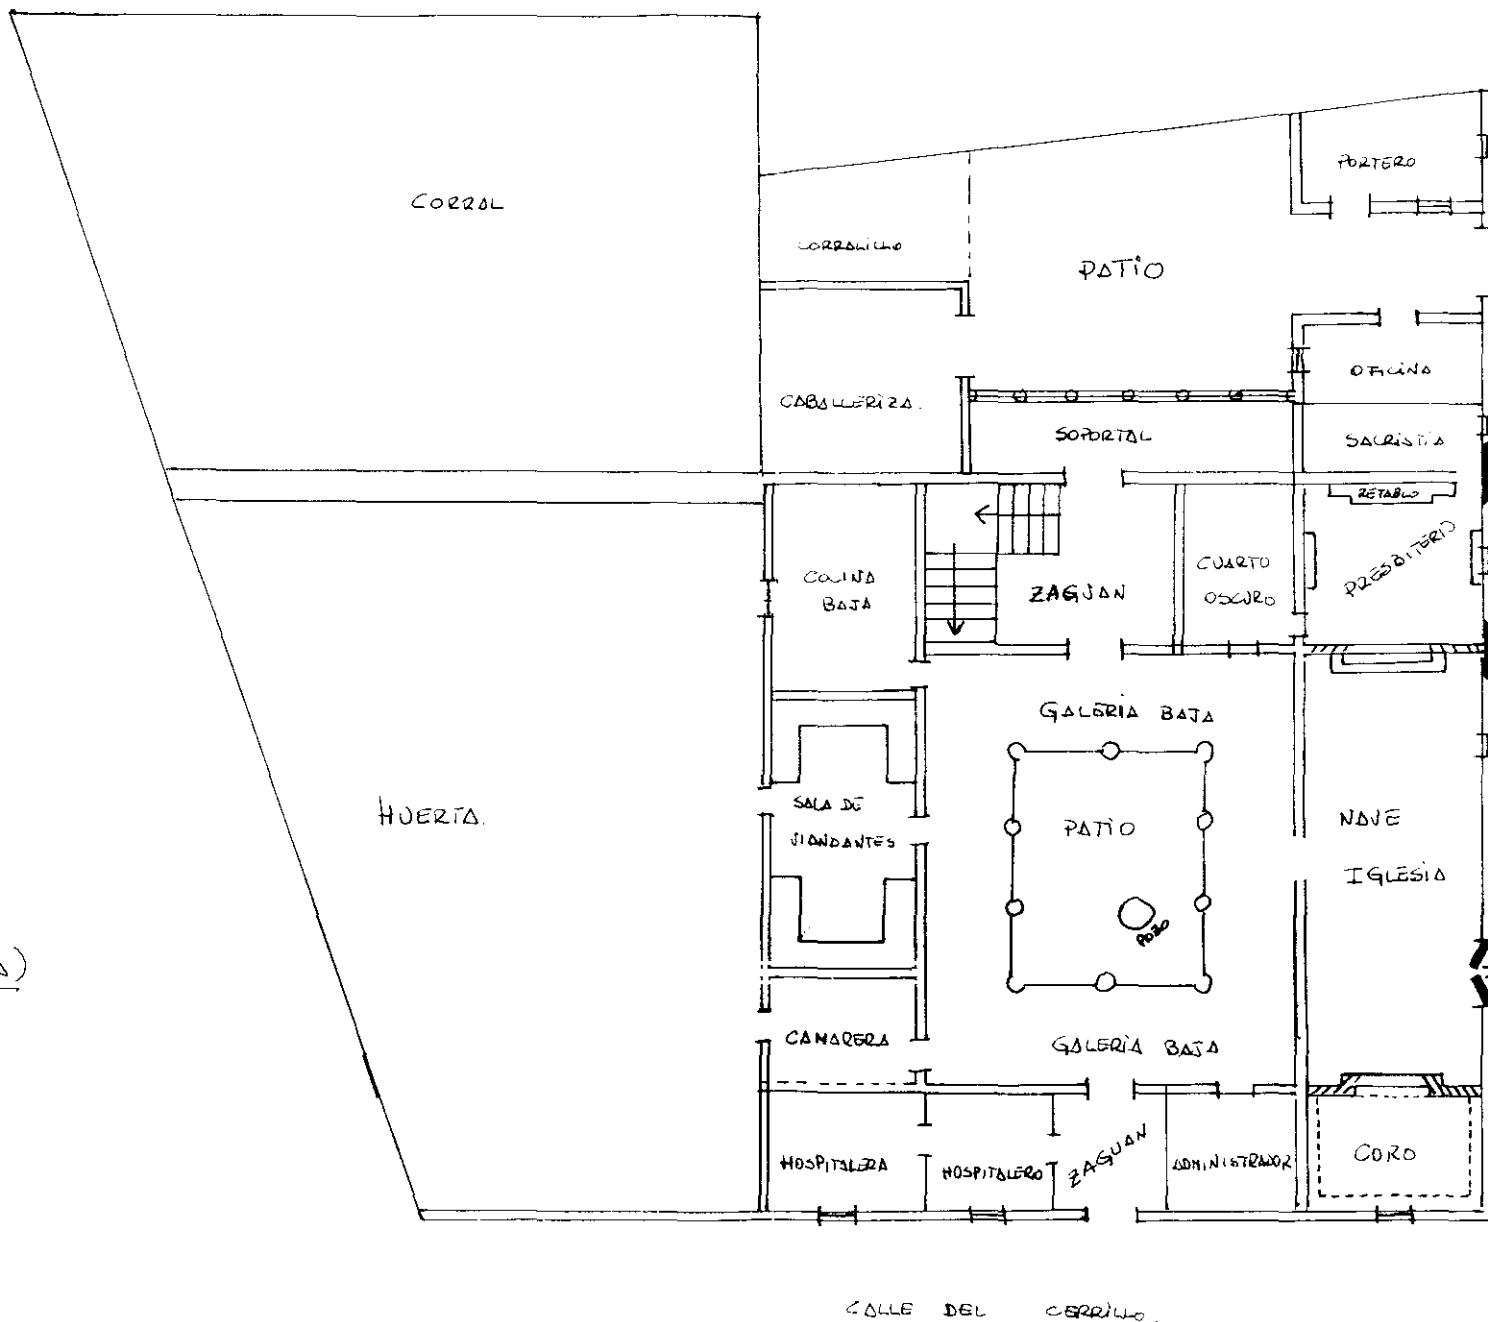 PORTERO
CORRAL
CORRALILLO
PATIO
OFICINA
CABALLERIZA.
SOPORTAL
SACRISTIA
RETABLO
PRESBITERIO
COCINA
BAJA
ZAGUAN
CUARTO
OSCURO
GALERIA BAJA
HUERTA.
SALA DE
VIANDANTES
PATIO
NAVE
IGLESIA
POZO
CAMARERA
GALERIA BAJA
HOSPITALERA
HOSPITALERO
ZAGUAN
ADMINISTRADOR
CORO
CALLE DEL CERRILLO.